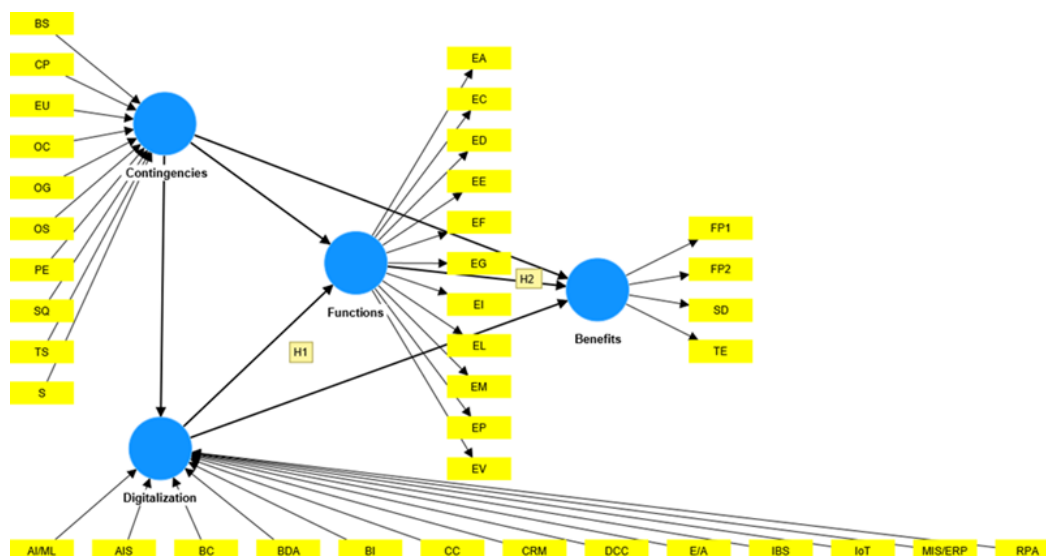 BS
CP
EU
OC
OG
OS
PE
SQ
TS
S
Contingencies
EA
EC
ED
EE
EF
EG
EI
EL
EM
EP
EV
Functions
H1
H2
FP1
FP2
SD
TE
Benefits
Digitalization
AI/ML
AIS
BC
BDA
BI
CC
CRM
DCC
E/A
IBS
IoT
MIS/ERP
RPA